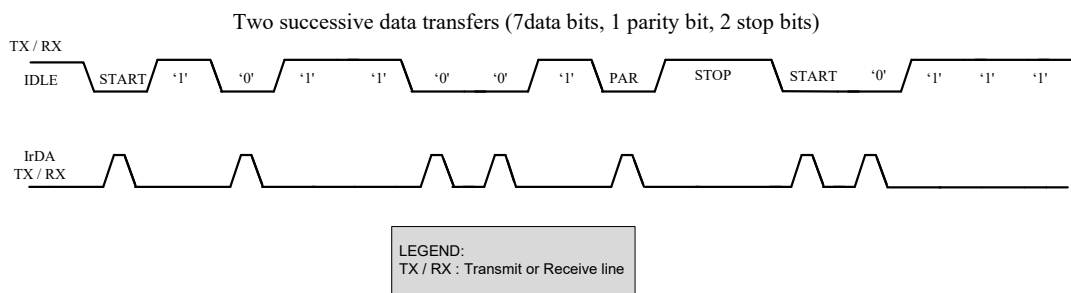 Two successive data transfers (7data bits, 1 parity bit, 2 stop bits)
TX / RX
IDLE START ‘1' ‘0' ‘1' ‘1' ‘0' ‘0' ‘1' PAR STOP START ‘0' ‘1' ‘1' ‘1'
IrDA
TX / RX
LEGEND:
TX / RX : Transmit or Receive line